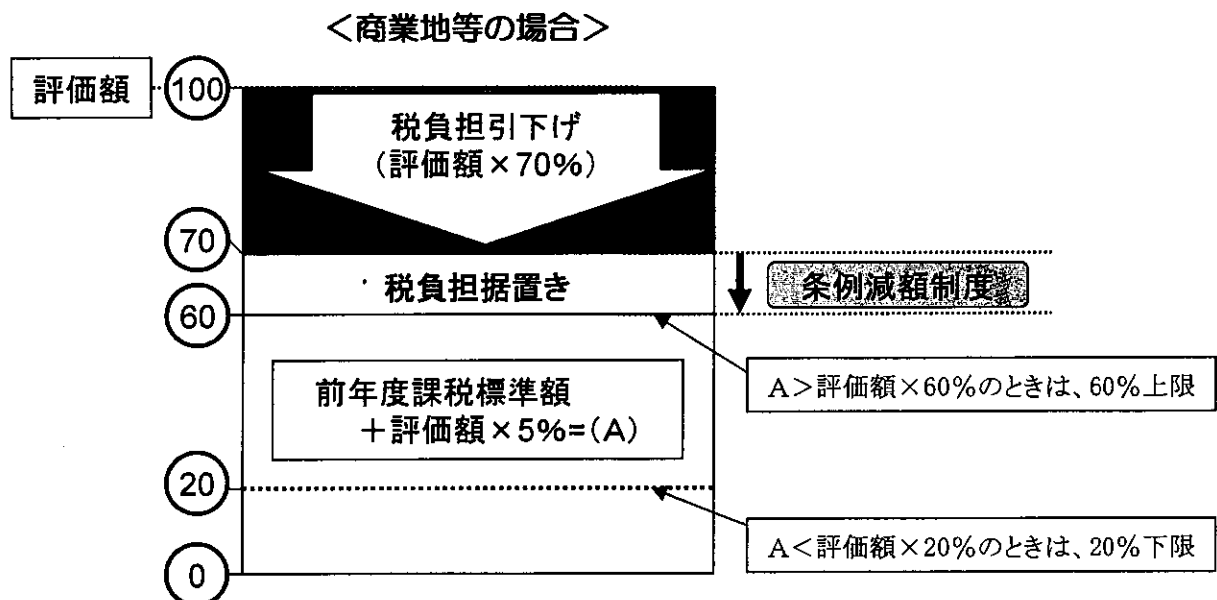 ＜商業地等の場合＞
評価額
100
税負担引下げ
(評価額×70%)
70
税負担据置き
条例減額制度
60
A＞評価額×60%のときは、60%上限
前年度課税標準額
＋評価額×5%=(A)
20
A＜評価額×20%のときは、20%下限
0